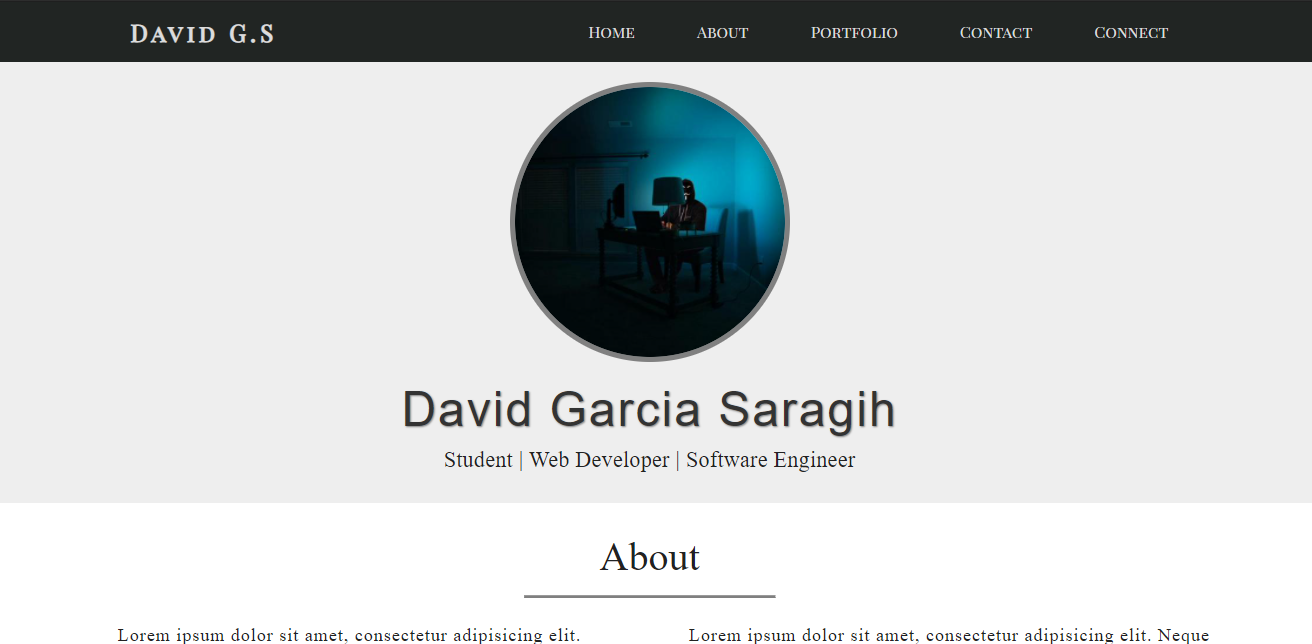 David G.S Home About Portfolio Contact Connect
David Garcia Saragih
Student | Web Developer | Software Engineer
About
Lorem ipsum dolor sit amet, consectetur adipisicing elit.
Lorem ipsum dolor sit amet, consectetur adipisicing elit. Neque